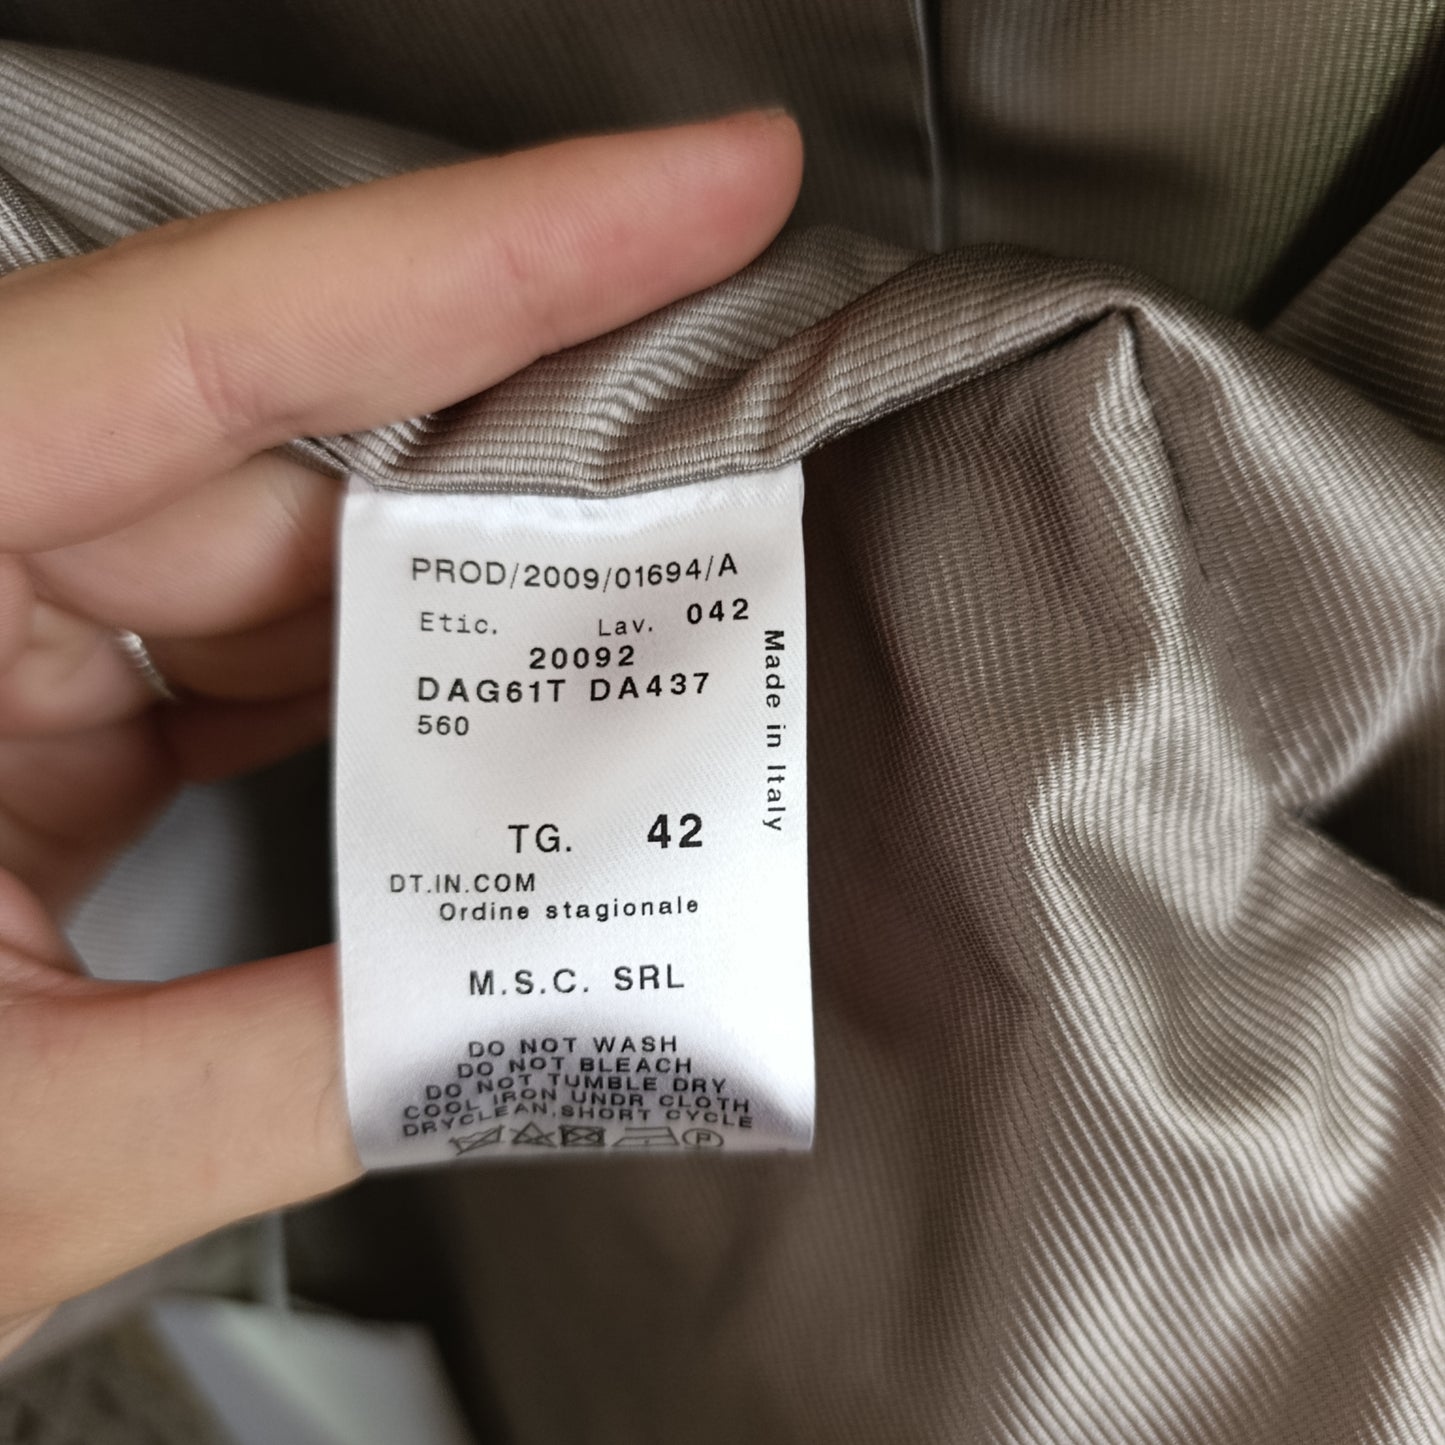 PROD/2009/01694/A
Etic. Lav. 042
20092
DAG61T DA437
560
Made in Italy
TG. 42
DT.IN.COM
Ordine stagionale
M.S.C. SRL
DO NOT WASH
DO NOT BLEACH
DO NOT TUMBLE DRY
COOL IRON UNDR CLOTH
DRYCLEAN,SHORT CYCLE
P